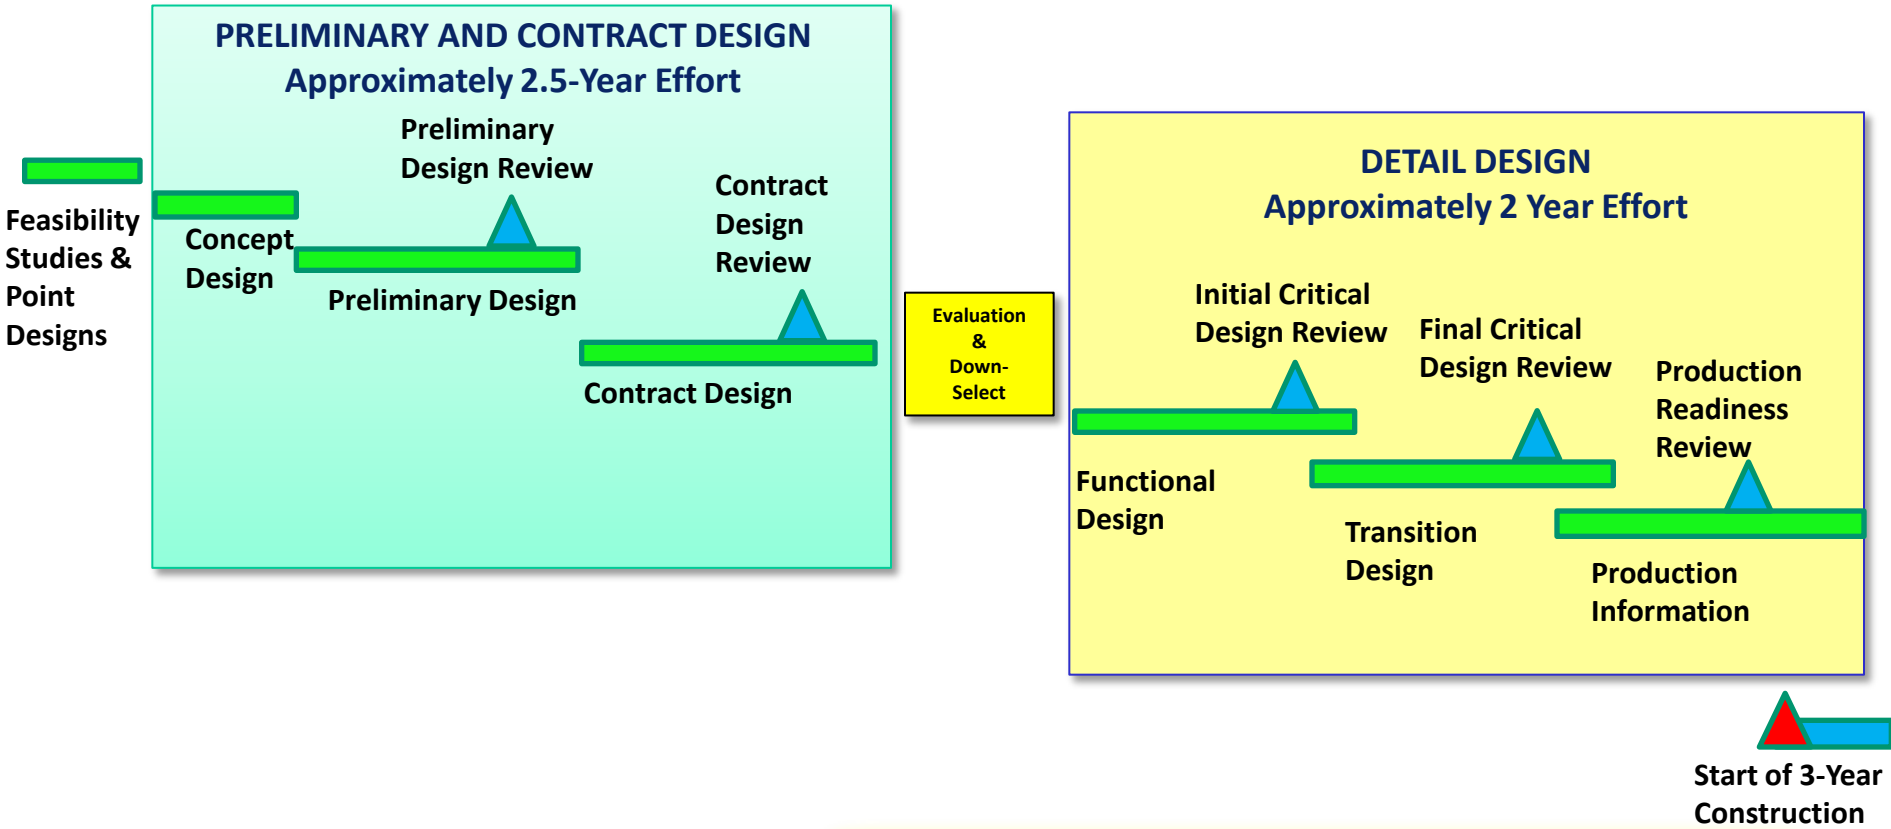 PRELIMINARY AND CONTRACT DESIGN
Approximately 2.5-Year Effort
Preliminary
Design Review
Contract
Design
Review
Feasibility
Studies &
Point
Designs
Concept
Design
Preliminary Design
Contract Design
Evaluation
&
Down-
Select
DETAIL DESIGN
Approximately 2 Year Effort
Initial Critical
Design Review
Final Critical
Design Review
Production
Readiness
Review
Functional
Design
Transition
Design
Production
Information
Start of 3-Year
Construction